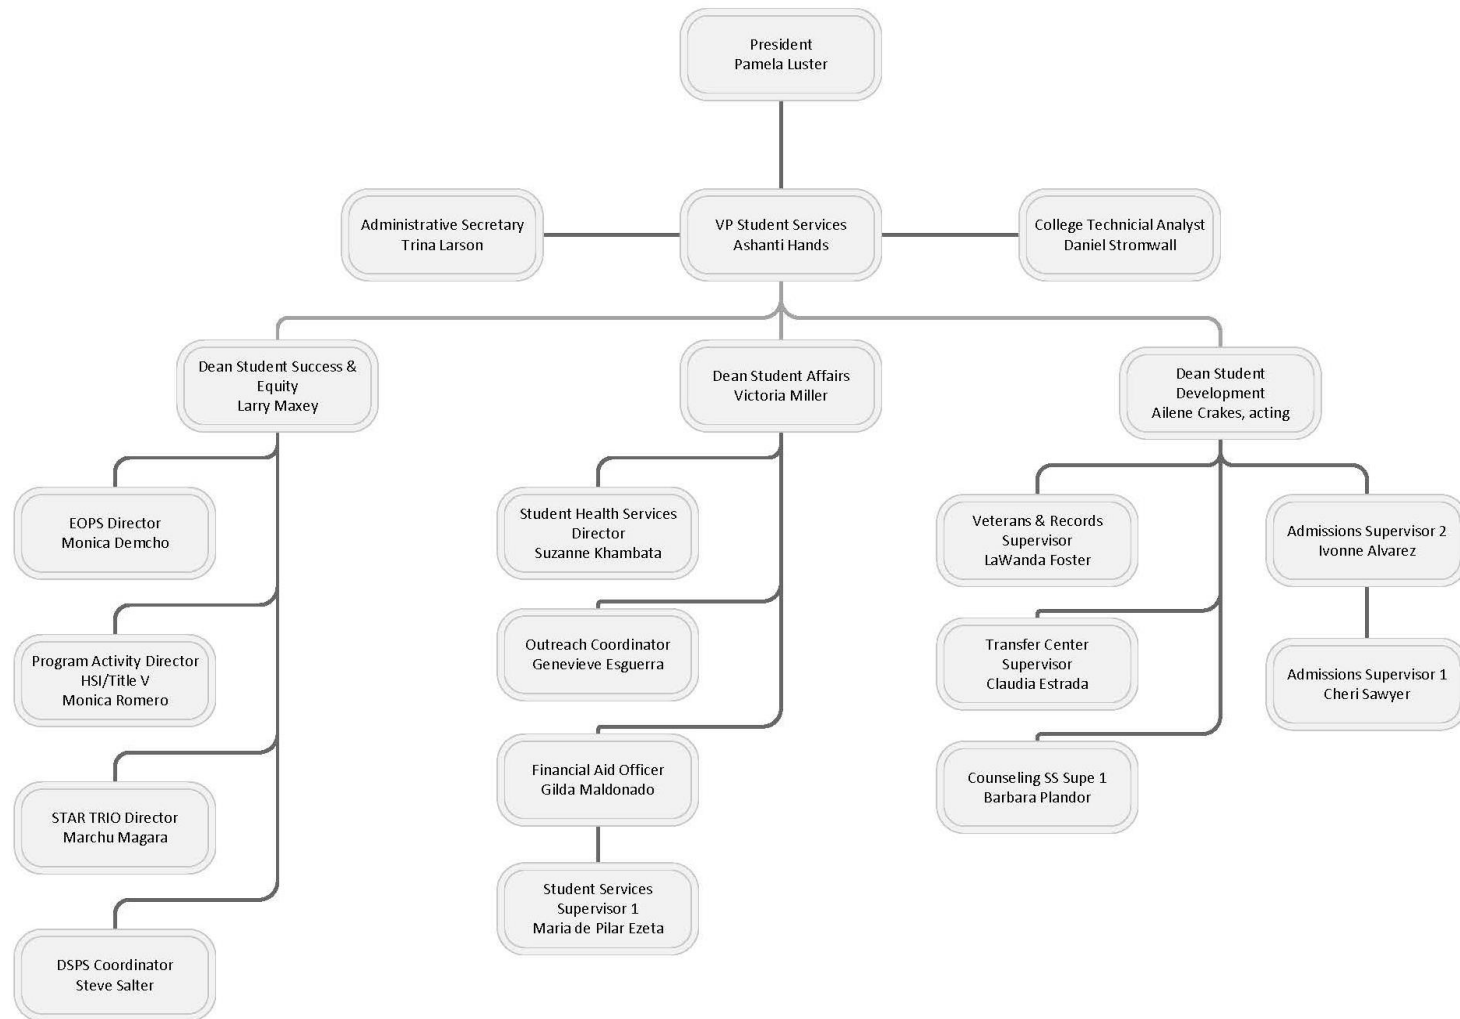 President
Pamela Luster
Administrative Secretary
Trina Larson
VP Student Services
Ashanti Hands
College Technicial Analyst
Daniel Stromwall
Dean Student Success &
Equity
Larry Maxey
Dean Student Affairs
Victoria Miller
Dean Student
Development
Ailene Crakes, acting
EOPS Director
Monica Demcho
Program Activity Director
HSI/Title V
Monica Romero
STAR TRIO Director
Marchu Magara
DSPS Coordinator
Steve Salter
Student Health Services
Director
Suzanne Khambata
Outreach Coordinator
Genevieve Esguerra
Financial Aid Officer
Gilda Maldonado
Student Services
Supervisor 1
Maria de Pilar Ezeta
Veterans & Records
Supervisor
LaWanda Foster
Transfer Center
Supervisor
Claudia Estrada
Counseling SS Supe 1
Barbara Plandor
Admissions Supervisor 2
Ivonne Alvarez
Admissions Supervisor 1
Cheri Sawyer